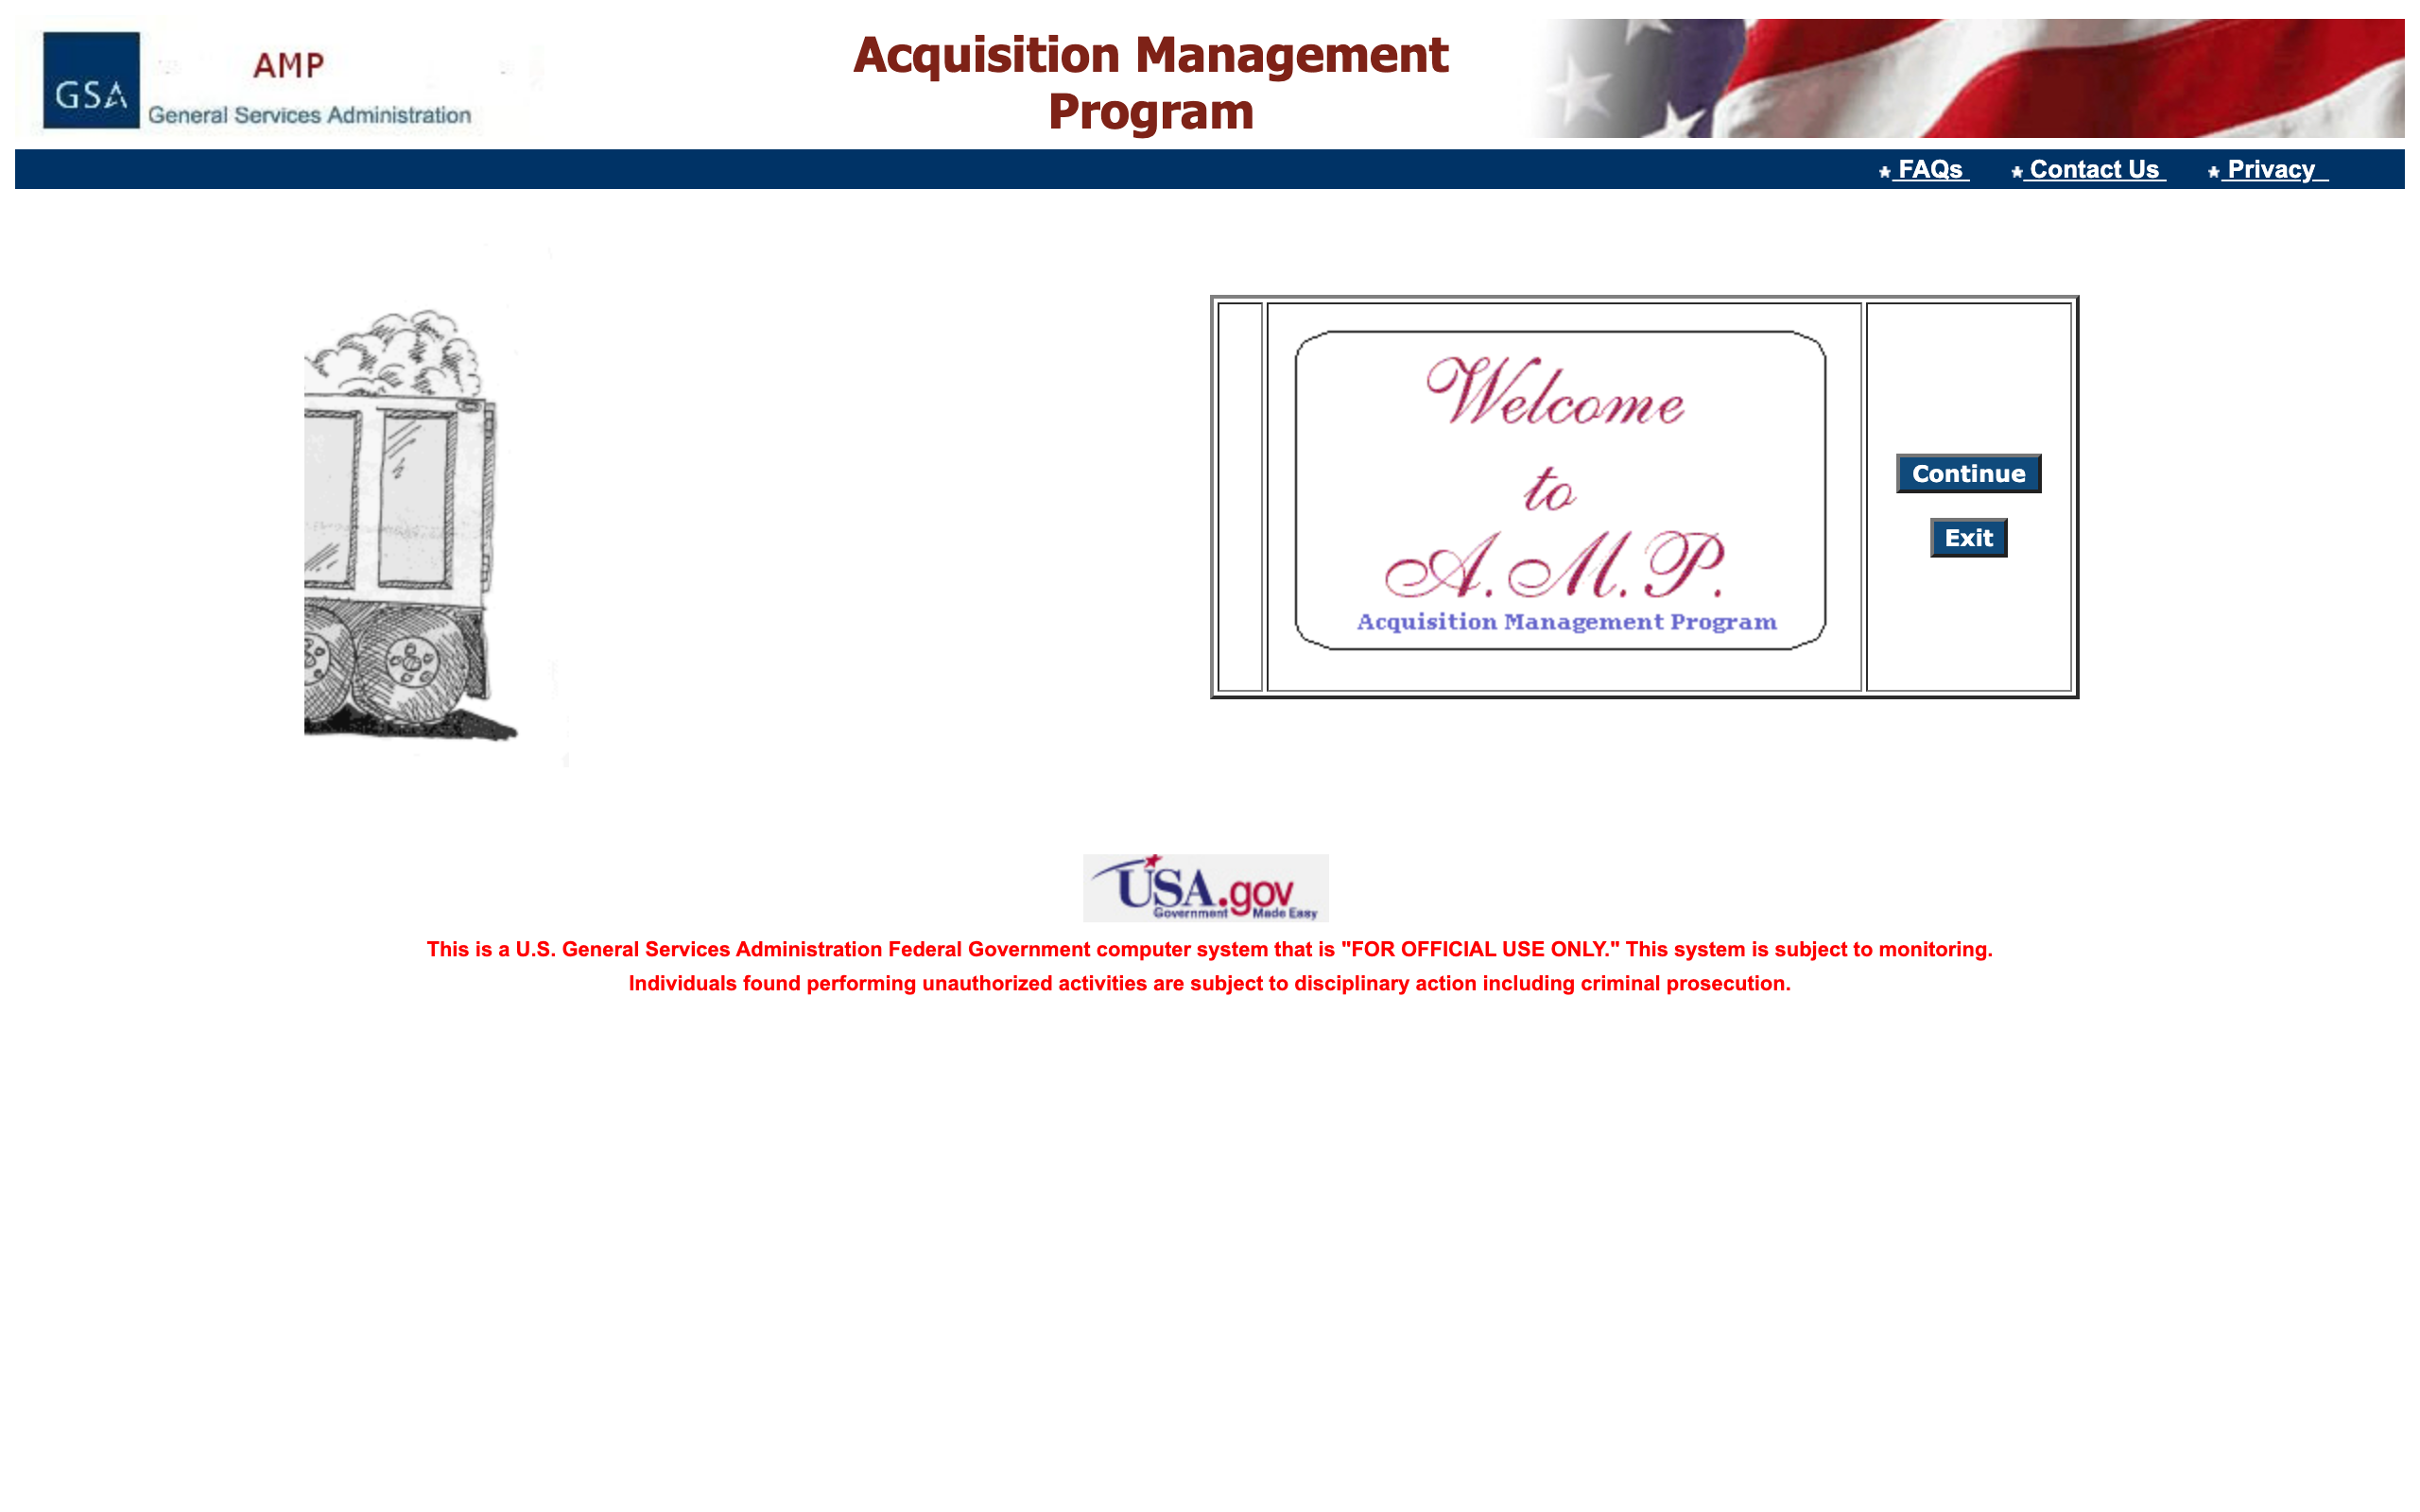 GSA
AMP
General Services Administration
Acquisition Management
Program
FAQs Contact Us Privacy
Welcome
to
A.M.P.
Acquisition Management Program
Continue
Exit
USA.gov
Government Made Easy
This is a U.S. General Services Administration Federal Government computer system that is "FOR OFFICIAL USE ONLY." This system is subject to monitoring.
Individuals found performing unauthorized activities are subject to disciplinary action including criminal prosecution.